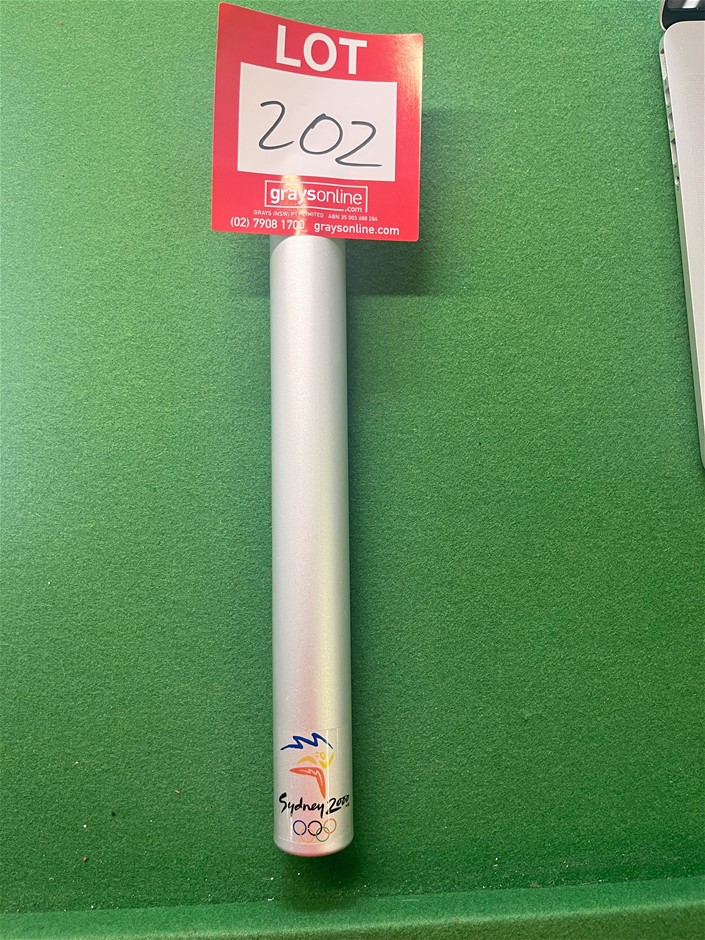 LOT
202
graysonline
.com
GRAYS (NSW) PTY LIMITED ABN 35 003 688 284
(02) 7908 1700 graysonline.com
Sydney 2000